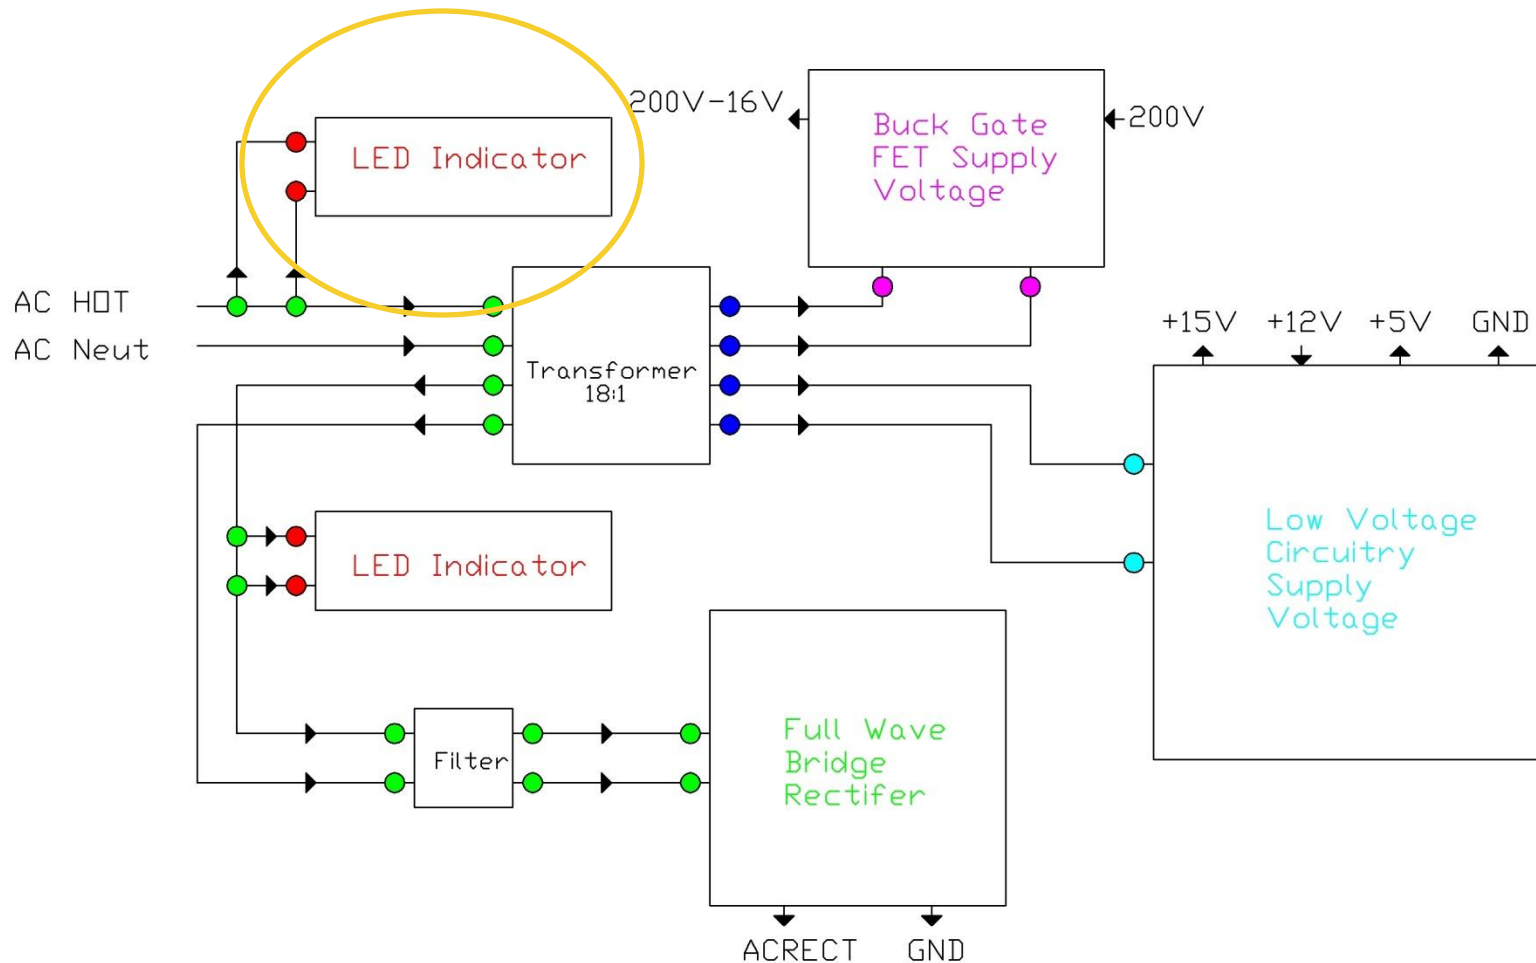 200V-16V
200V
Buck Gate
FET Supply
Voltage
LED Indicator
AC HOT
AC Neut
Transformer
18:1
+15V
+12V
+5V
GND
Low Voltage
Circuitry
Supply
Voltage
LED Indicator
Filter
Full Wave
Bridge
Rectifer
ACRECT
GND